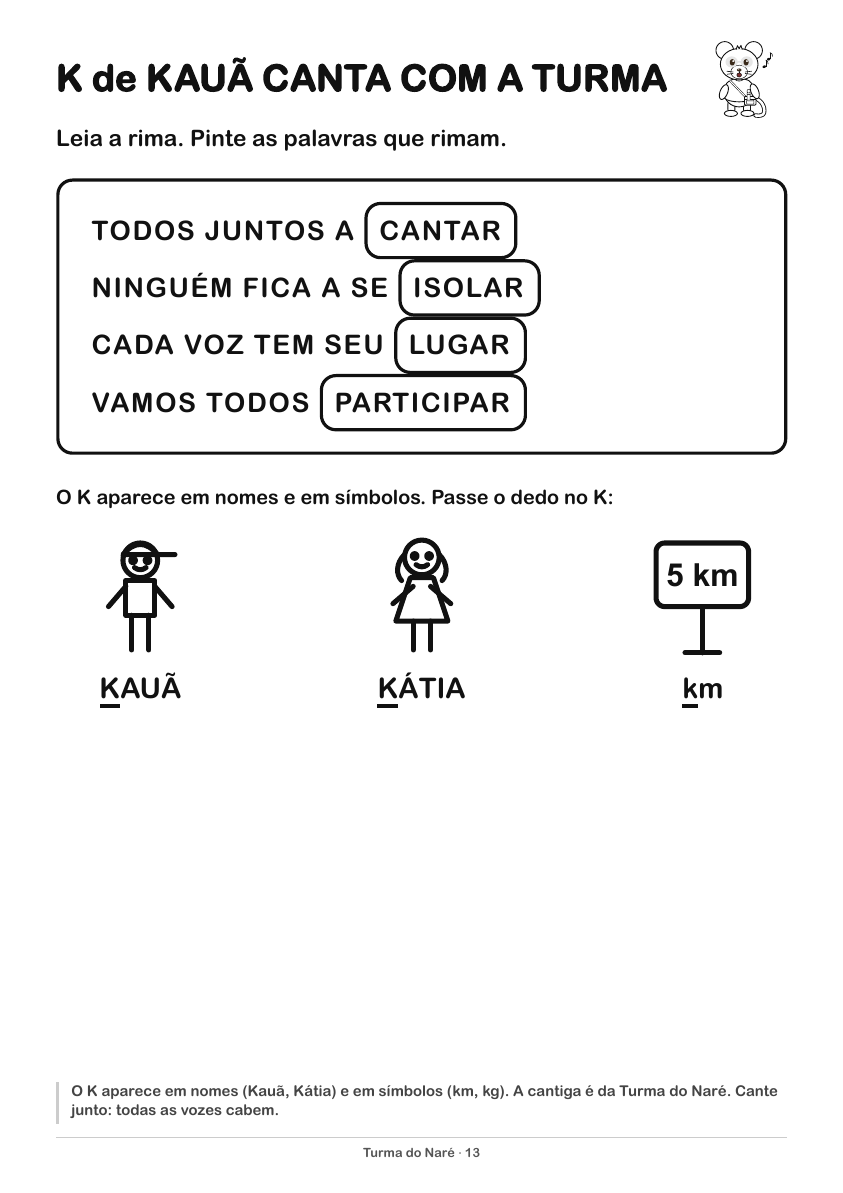 K de KAUÃ CANTA COM A TURMA
Leia a rima. Pinte as palavras que rimam.
TODOS JUNTOS A CANTAR
NINGUÉM FICA A SE ISOLAR
CADA VOZ TEM SEU LUGAR
VAMOS TODOS PARTICIPAR
O K aparece em nomes e em símbolos. Passe o dedo no K:
5 km
KAUÃ
KÁTIA
km
O K aparece em nomes (Kauã, Kátia) e em símbolos (km, kg). A cantiga é da Turma do Naré. Cante
junto: todas as vozes cabem.
Turma do Naré · 13